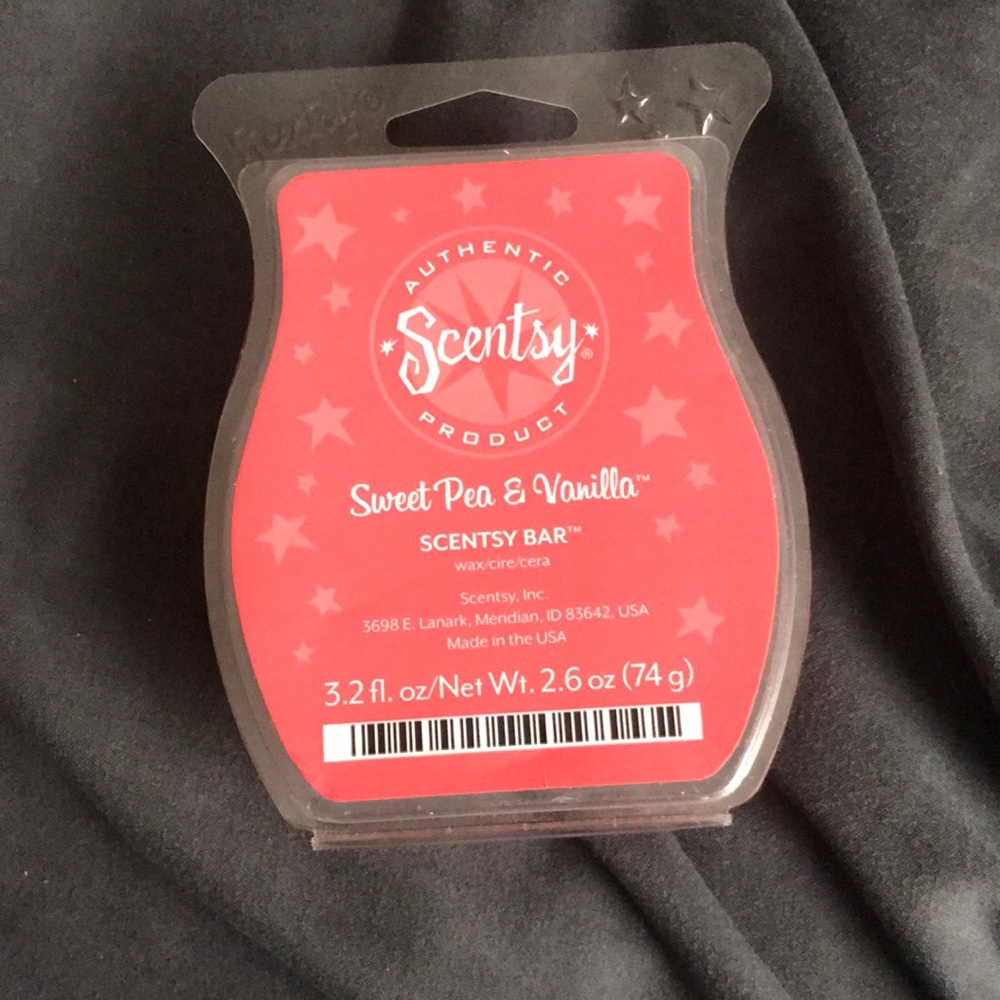 AUTHENTIC
Scentsy®
PRODUCT
Sweet Pea & Vanilla™
SCENTSY BAR™
wax/cire/cera
Scentsy, Inc.
3698 E. Lanark, Meridian, ID 83642, USA
Made in the USA
3.2 fl. oz/Net Wt. 2.6 oz (74 g)